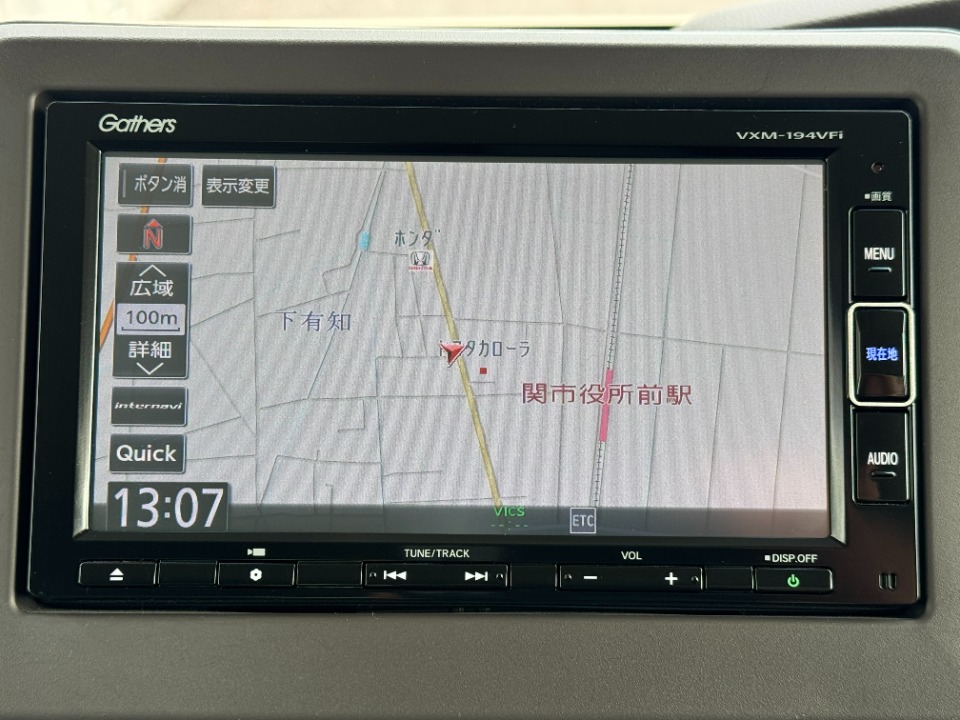 Gathers
VXM-194VFi
ボタン消
表示変更
■画質
N
ホンダ
MENU
広域
100m
下有知
詳細
タカローラ
現在地
関市役所前駅
internavi
Quick
AUDIO
13:07
VICS
ETC
TUNE/TRACK
VOL
■DISP.OFF